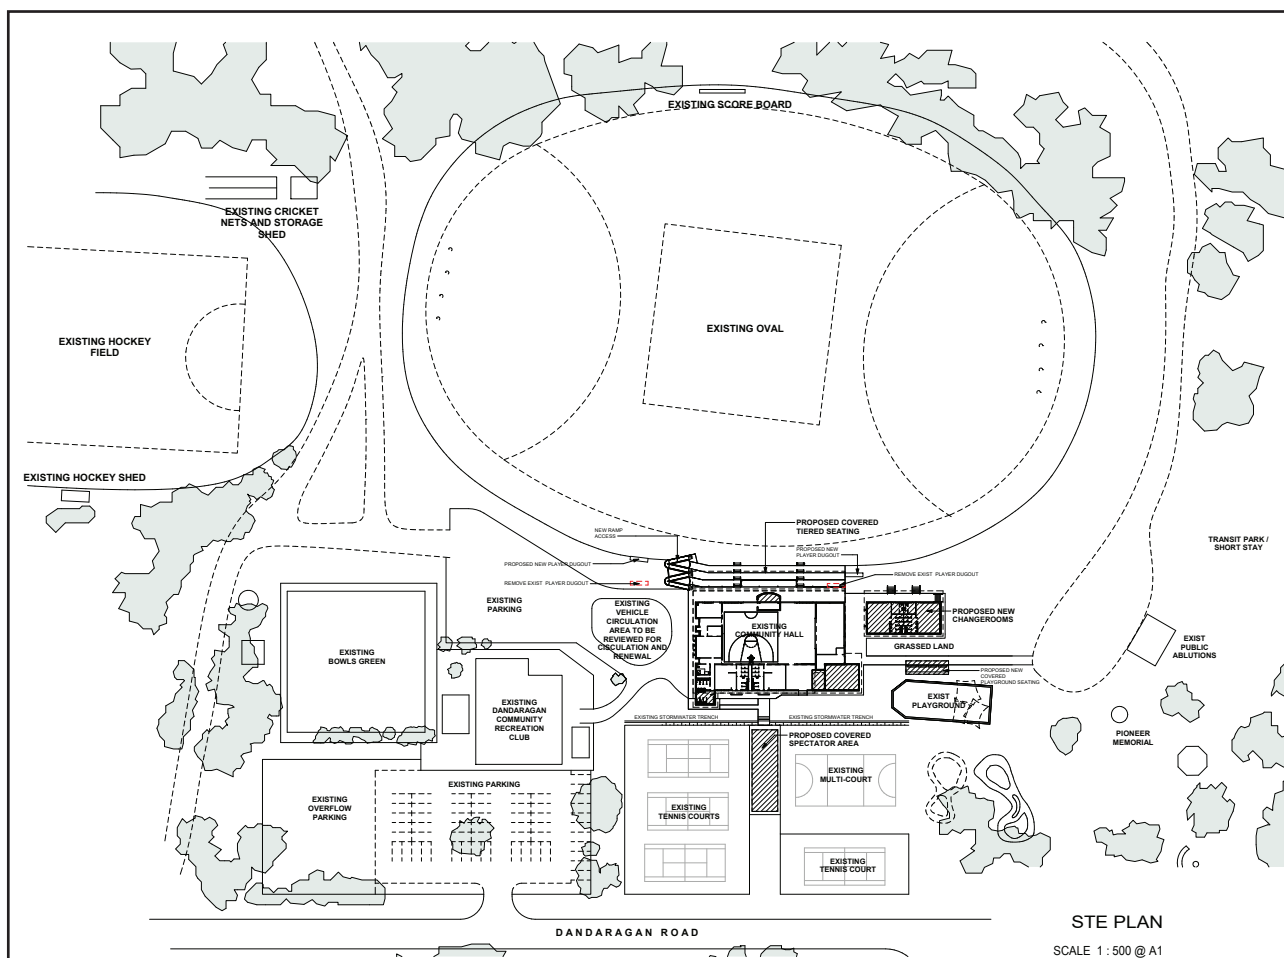 EXISTING SCORE BOARD
EXISTING CRICKET
NETS AND STORAGE
SHED
EXISTING HOCKEY
FIELD
EXISTING OVAL
EXISTING HOCKEY SHED
NEW RAMP
ACCESS
PROPOSED COVERED
TIERED SEATING
PROPOSED NEW
PLAYER DUGOUT
TRANSIT PARK /
SHORT STAY
PROPOSED NEW PLAYER DUGOUT
REMOVE EXIST PLAYER DUGOUT
REMOVE EXIST PLAYER DUGOUT
EXISTING
PARKING
EXISTING
VEHICLE
CIRCULATION
AREA TO BE
REVIEWED FOR
CISCULATION AND
RENEWAL
EXISTING
COMMUNITY HALL
PROPOSED NEW
CHANGEROOMS
GRASSED LAND
EXIST
PUBLIC
ABLUTIONS
EXISTING
BOWLS GREEN
PROPOSED NEW
COVERED
PLAYGROUND SEATING
EXIST
PLAYGROUND
EXISTING
DANDARAGAN
COMMUNITY
RECREATION
CLUB
EXISTING STORMWATER TRENCH
EXISTING STORMWATER TRENCH
PROPOSED COVERED
SPECTATOR AREA
PIONEER
MEMORIAL
EXISTING
MULTI-COURT
EXISTING PARKING
EXISTING
OVERFLOW
PARKING
EXISTING
TENNIS COURTS
EXISTING
TENNIS COURT
DANDARAGAN ROAD
STE PLAN
SCALE 1 : 500 @ A1